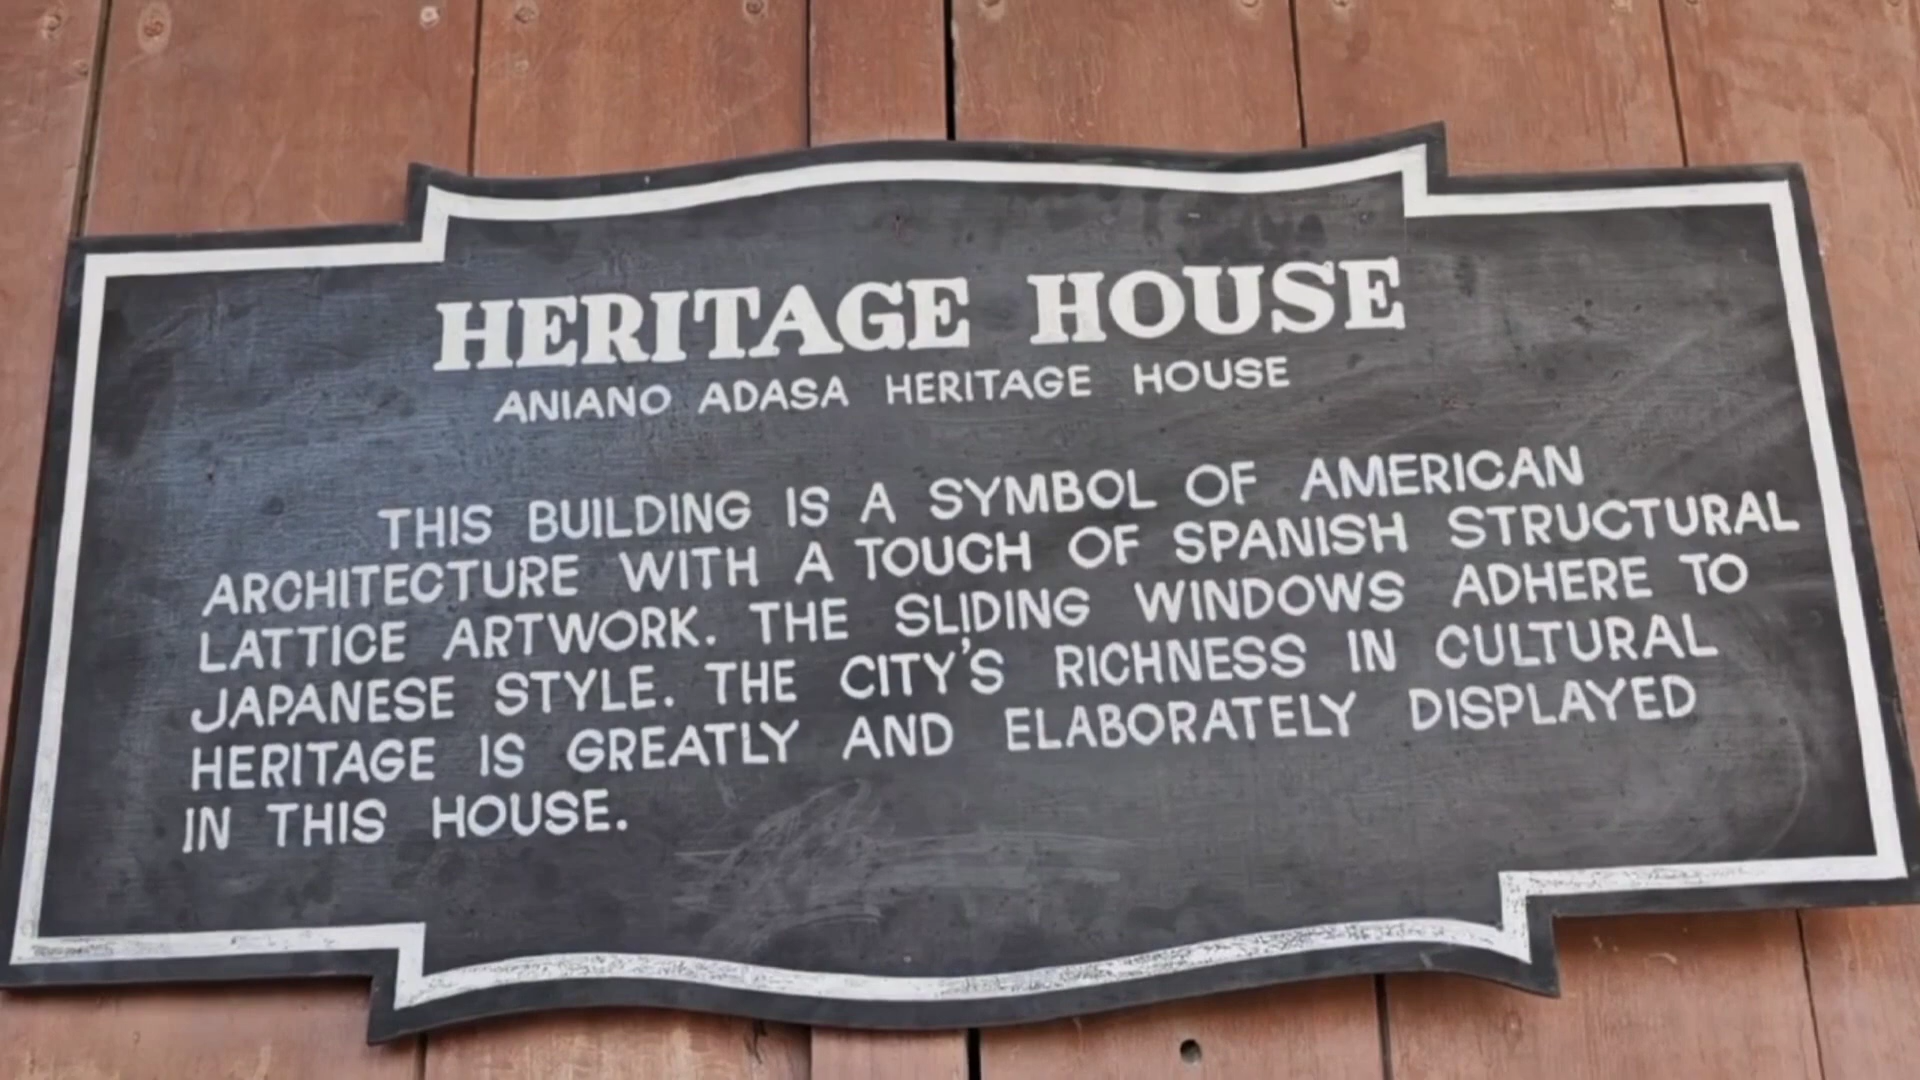 HERITAGE HOUSE
ANIANO ADASA HERITAGE HOUSE
THIS BUILDING IS A SYMBOL OF AMERICAN
ARCHITECTURE WITH A TOUCH OF SPANISH STRUCTURAL
LATTICE ARTWORK. THE SLIDING WINDOWS ADHERE TO
JAPANESE STYLE. THE CITY'S RICHNESS IN CULTURAL
HERITAGE IS GREATLY AND ELABORATELY DISPLAYED
IN THIS HOUSE.